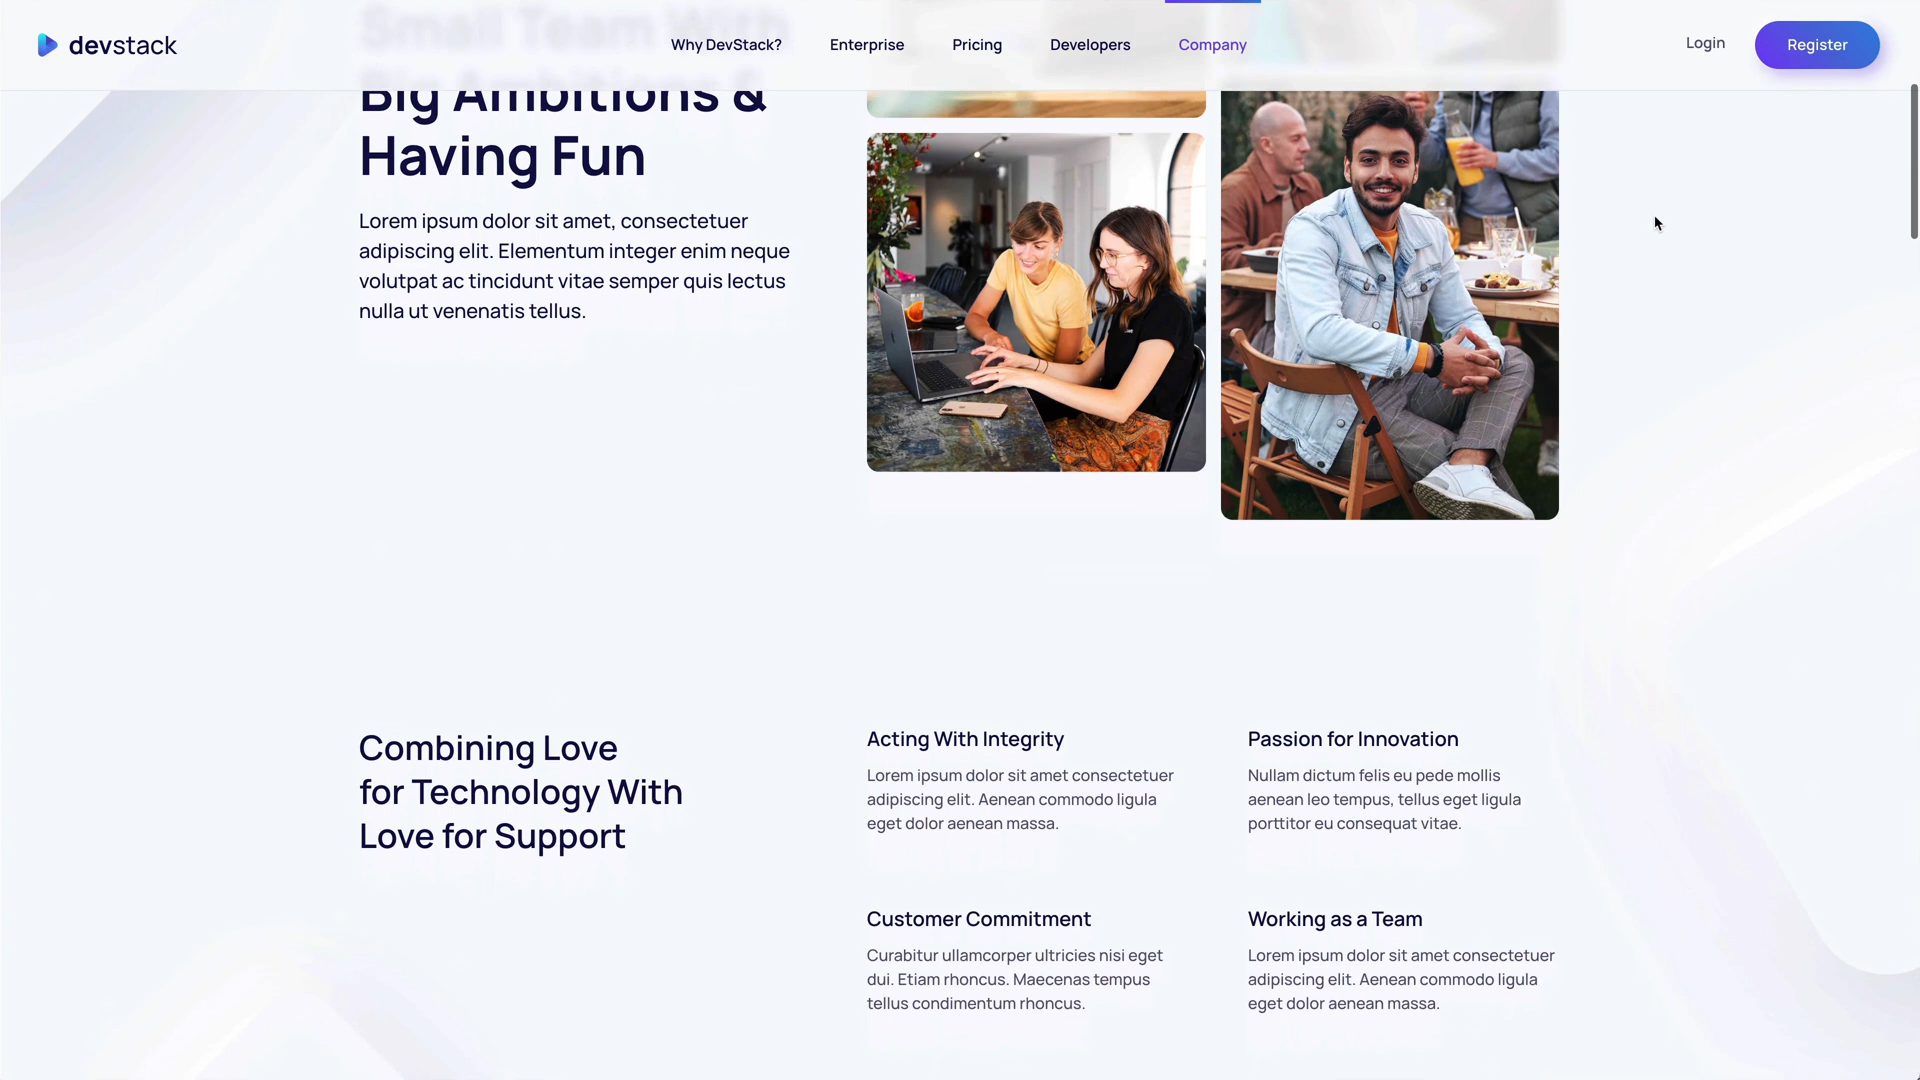 devstack
Why DevStack?
Enterprise
Pricing
Developers
Company
Login
Register
Small Team With
Big Ambitions &
Having Fun
Lorem ipsum dolor sit amet, consectetuer
adipiscing elit. Elementum integer enim neque
volutpat ac tincidunt vitae semper quis lectus
nulla ut venenatis tellus.
Combining Love
for Technology With
Love for Support
Acting With Integrity
Lorem ipsum dolor sit amet consectetuer
adipiscing elit. Aenean commodo ligula
eget dolor aenean massa.
Passion for Innovation
Nullam dictum felis eu pede mollis
aenean leo tempus, tellus eget ligula
porttitor eu consequat vitae.
Customer Commitment
Curabitur ullamcorper ultricies nisi eget
dui. Etiam rhoncus. Maecenas tempus
tellus condimentum rhoncus.
Working as a Team
Lorem ipsum dolor sit amet consectetuer
adipiscing elit. Aenean commodo ligula
eget dolor aenean massa.